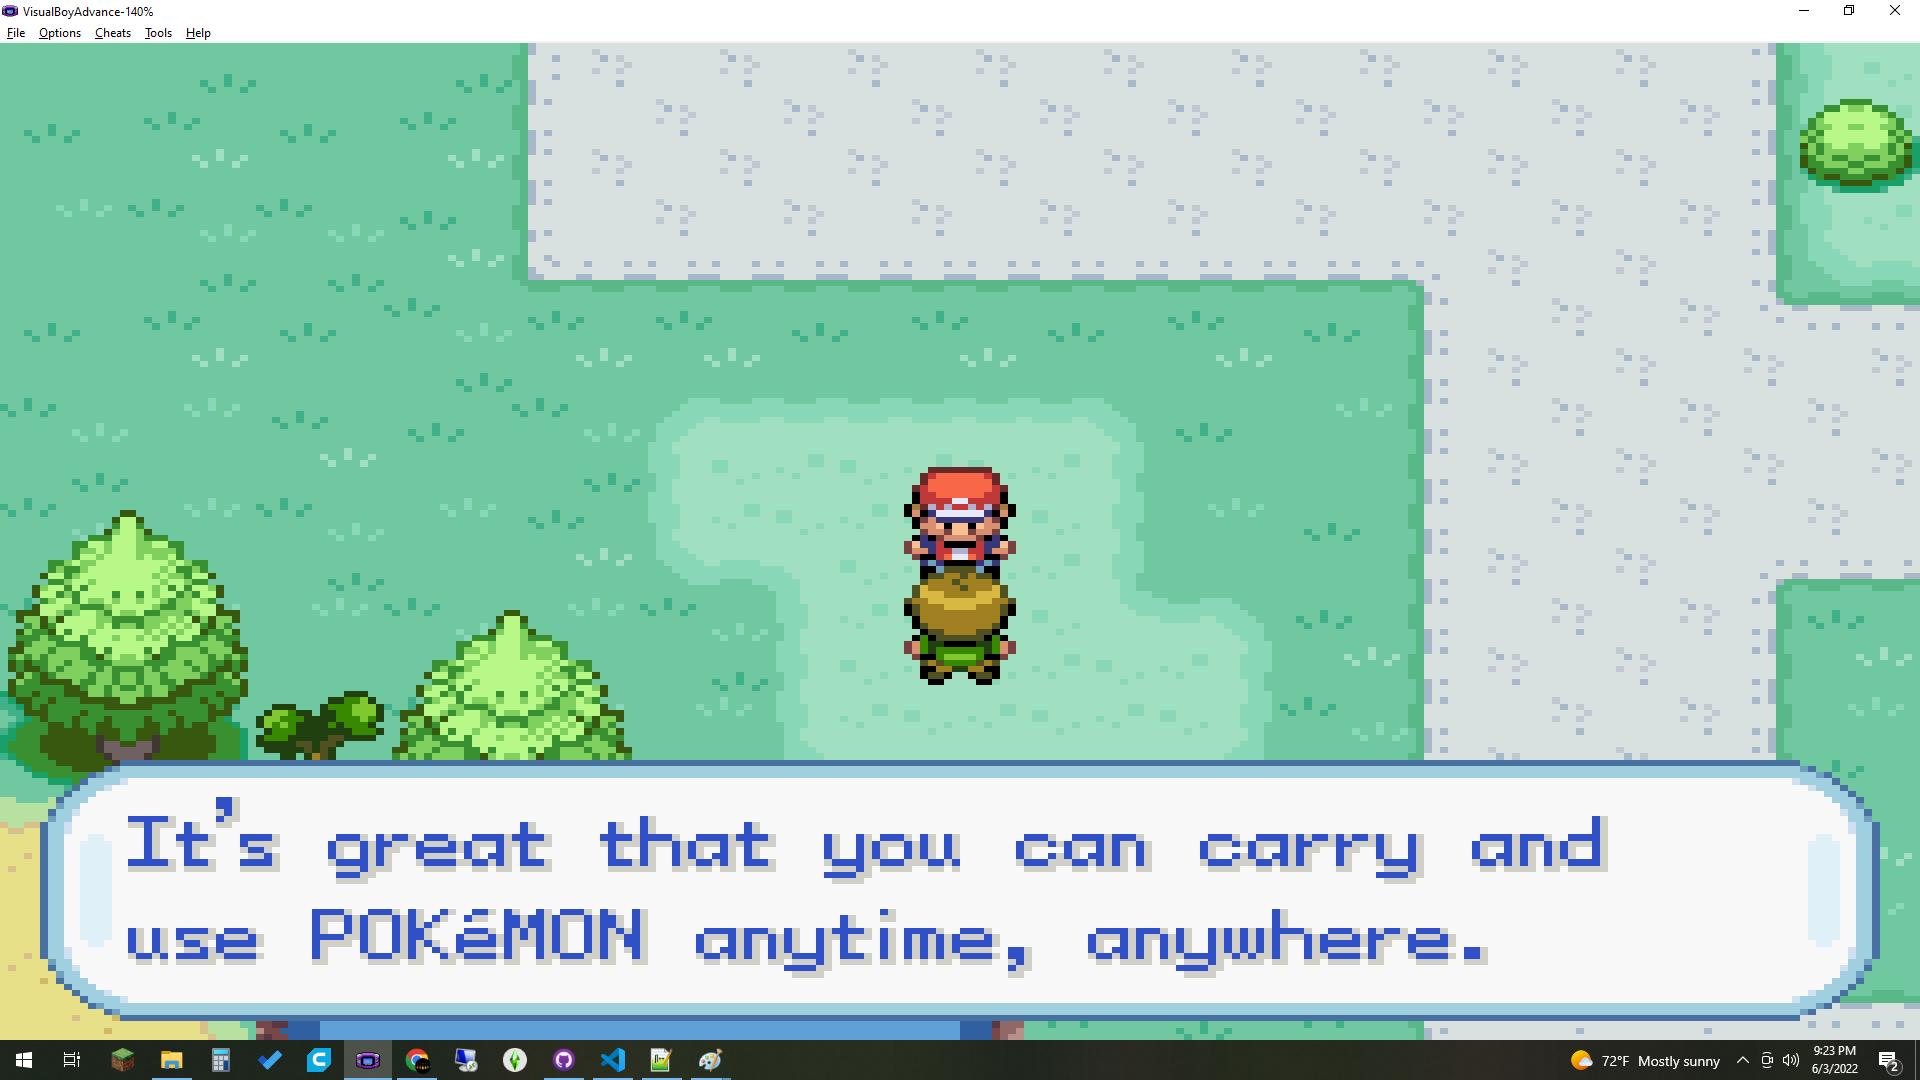 VisualBoyAdvance-140%
File Options Cheats Tools Help
It's great that you can carry and
use POKéMON anytime, anywhere.
72°F Mostly sunny
9:23 PM
6/3/2022
2